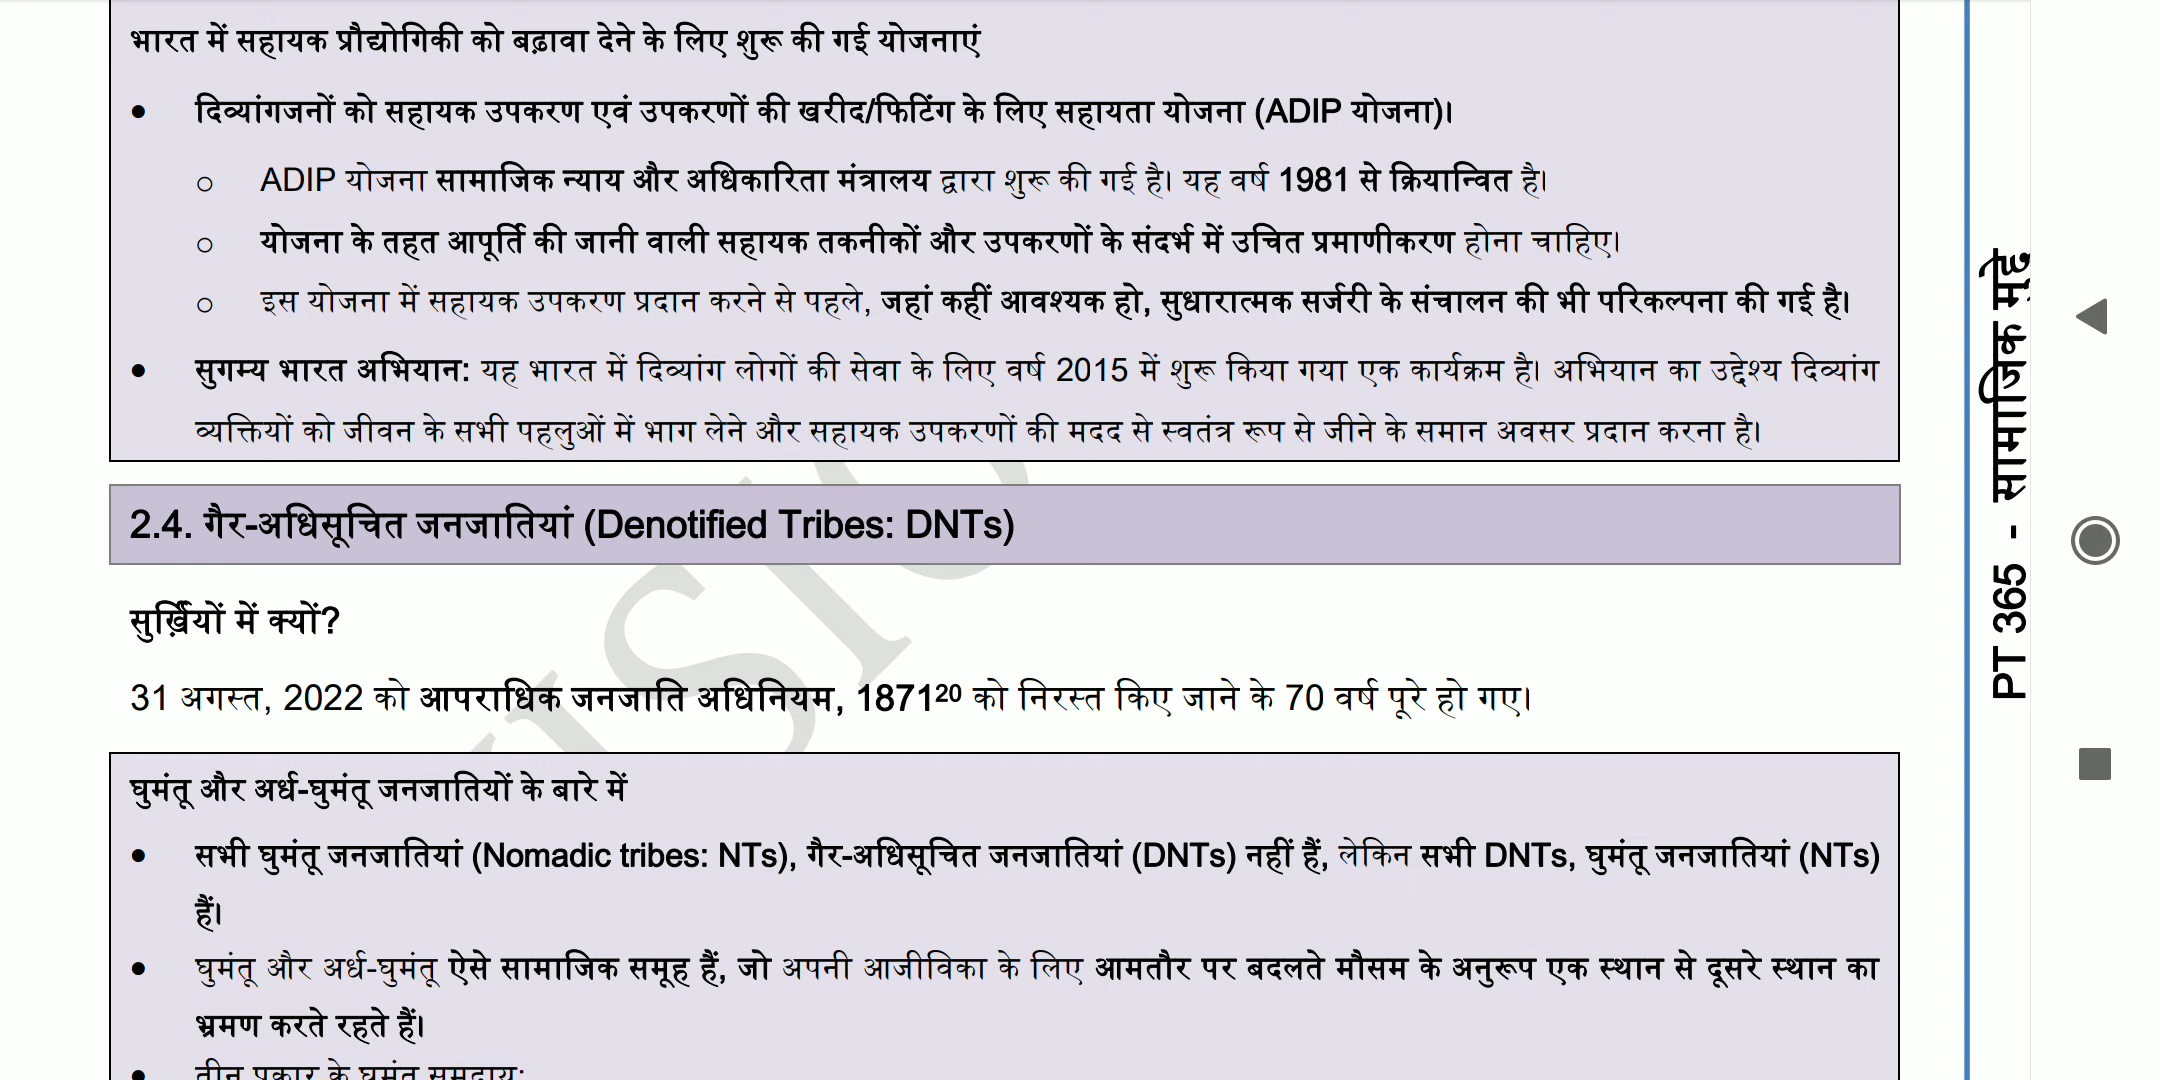 भारत में सहायक प्रौद्योगिकी को बढ़ावा देने के लिए शुरू की गई योजनाएं
● दिव्यांगजनों को सहायक उपकरण एवं उपकरणों की खरीद/फिटिंग के लिए सहायता योजना (ADIP योजना)।
○ ADIP योजना सामाजिक न्याय और अधिकारिता मंत्रालय द्वारा शुरू की गई है। यह वर्ष 1981 से क्रियान्वित है।
○ योजना के तहत आपूर्ति की जानी वाली सहायक तकनीकों और उपकरणों के संदर्भ में उचित प्रमाणीकरण होना चाहिए।
○ इस योजना में सहायक उपकरण प्रदान करने से पहले, जहां कहीं आवश्यक हो, सुधारात्मक सर्जरी के संचालन की भी परिकल्पना की गई है।
● सुगम्य भारत अभियान: यह भारत में दिव्यांग लोगों की सेवा के लिए वर्ष 2015 में शुरू किया गया एक कार्यक्रम है। अभियान का उद्देश्य दिव्यांग
व्यक्तियों को जीवन के सभी पहलुओं में भाग लेने और सहायक उपकरणों की मदद से स्वतंत्र रूप से जीने के समान अवसर प्रदान करना है।
2.4. गैर-अधिसूचित जनजातियां (Denotified Tribes: DNTs)
सुर्ख़ियों में क्यों?
31 अगस्त, 2022 को आपराधिक जनजाति अधिनियम, 1871²⁰ को निरस्त किए जाने के 70 वर्ष पूरे हो गए।
घुमंतू और अर्ध-घुमंतू जनजातियों के बारे में
● सभी घुमंतू जनजातियां (Nomadic tribes: NTs), गैर-अधिसूचित जनजातियां (DNTs) नहीं हैं, लेकिन सभी DNTs, घुमंतू जनजातियां (NTs)
हैं।
● घुमंतू और अर्ध-घुमंतू ऐसे सामाजिक समूह हैं, जो अपनी आजीविका के लिए आमतौर पर बदलते मौसम के अनुरूप एक स्थान से दूसरे स्थान का
भ्रमण करते रहते हैं।
● तीन प्रकार के घुमंतू समुदाय:
PT 365 - सामाजिक मुद्दे